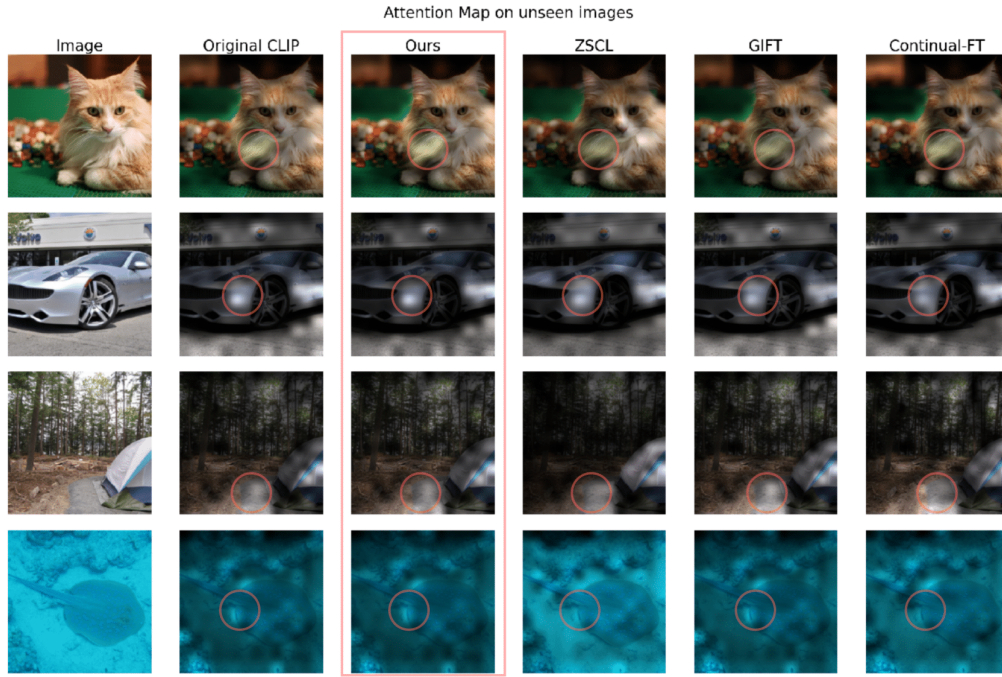 Attention Map on unseen images
Image
Original CLIP
Ours
ZSCL
GIFT
Continual-FT